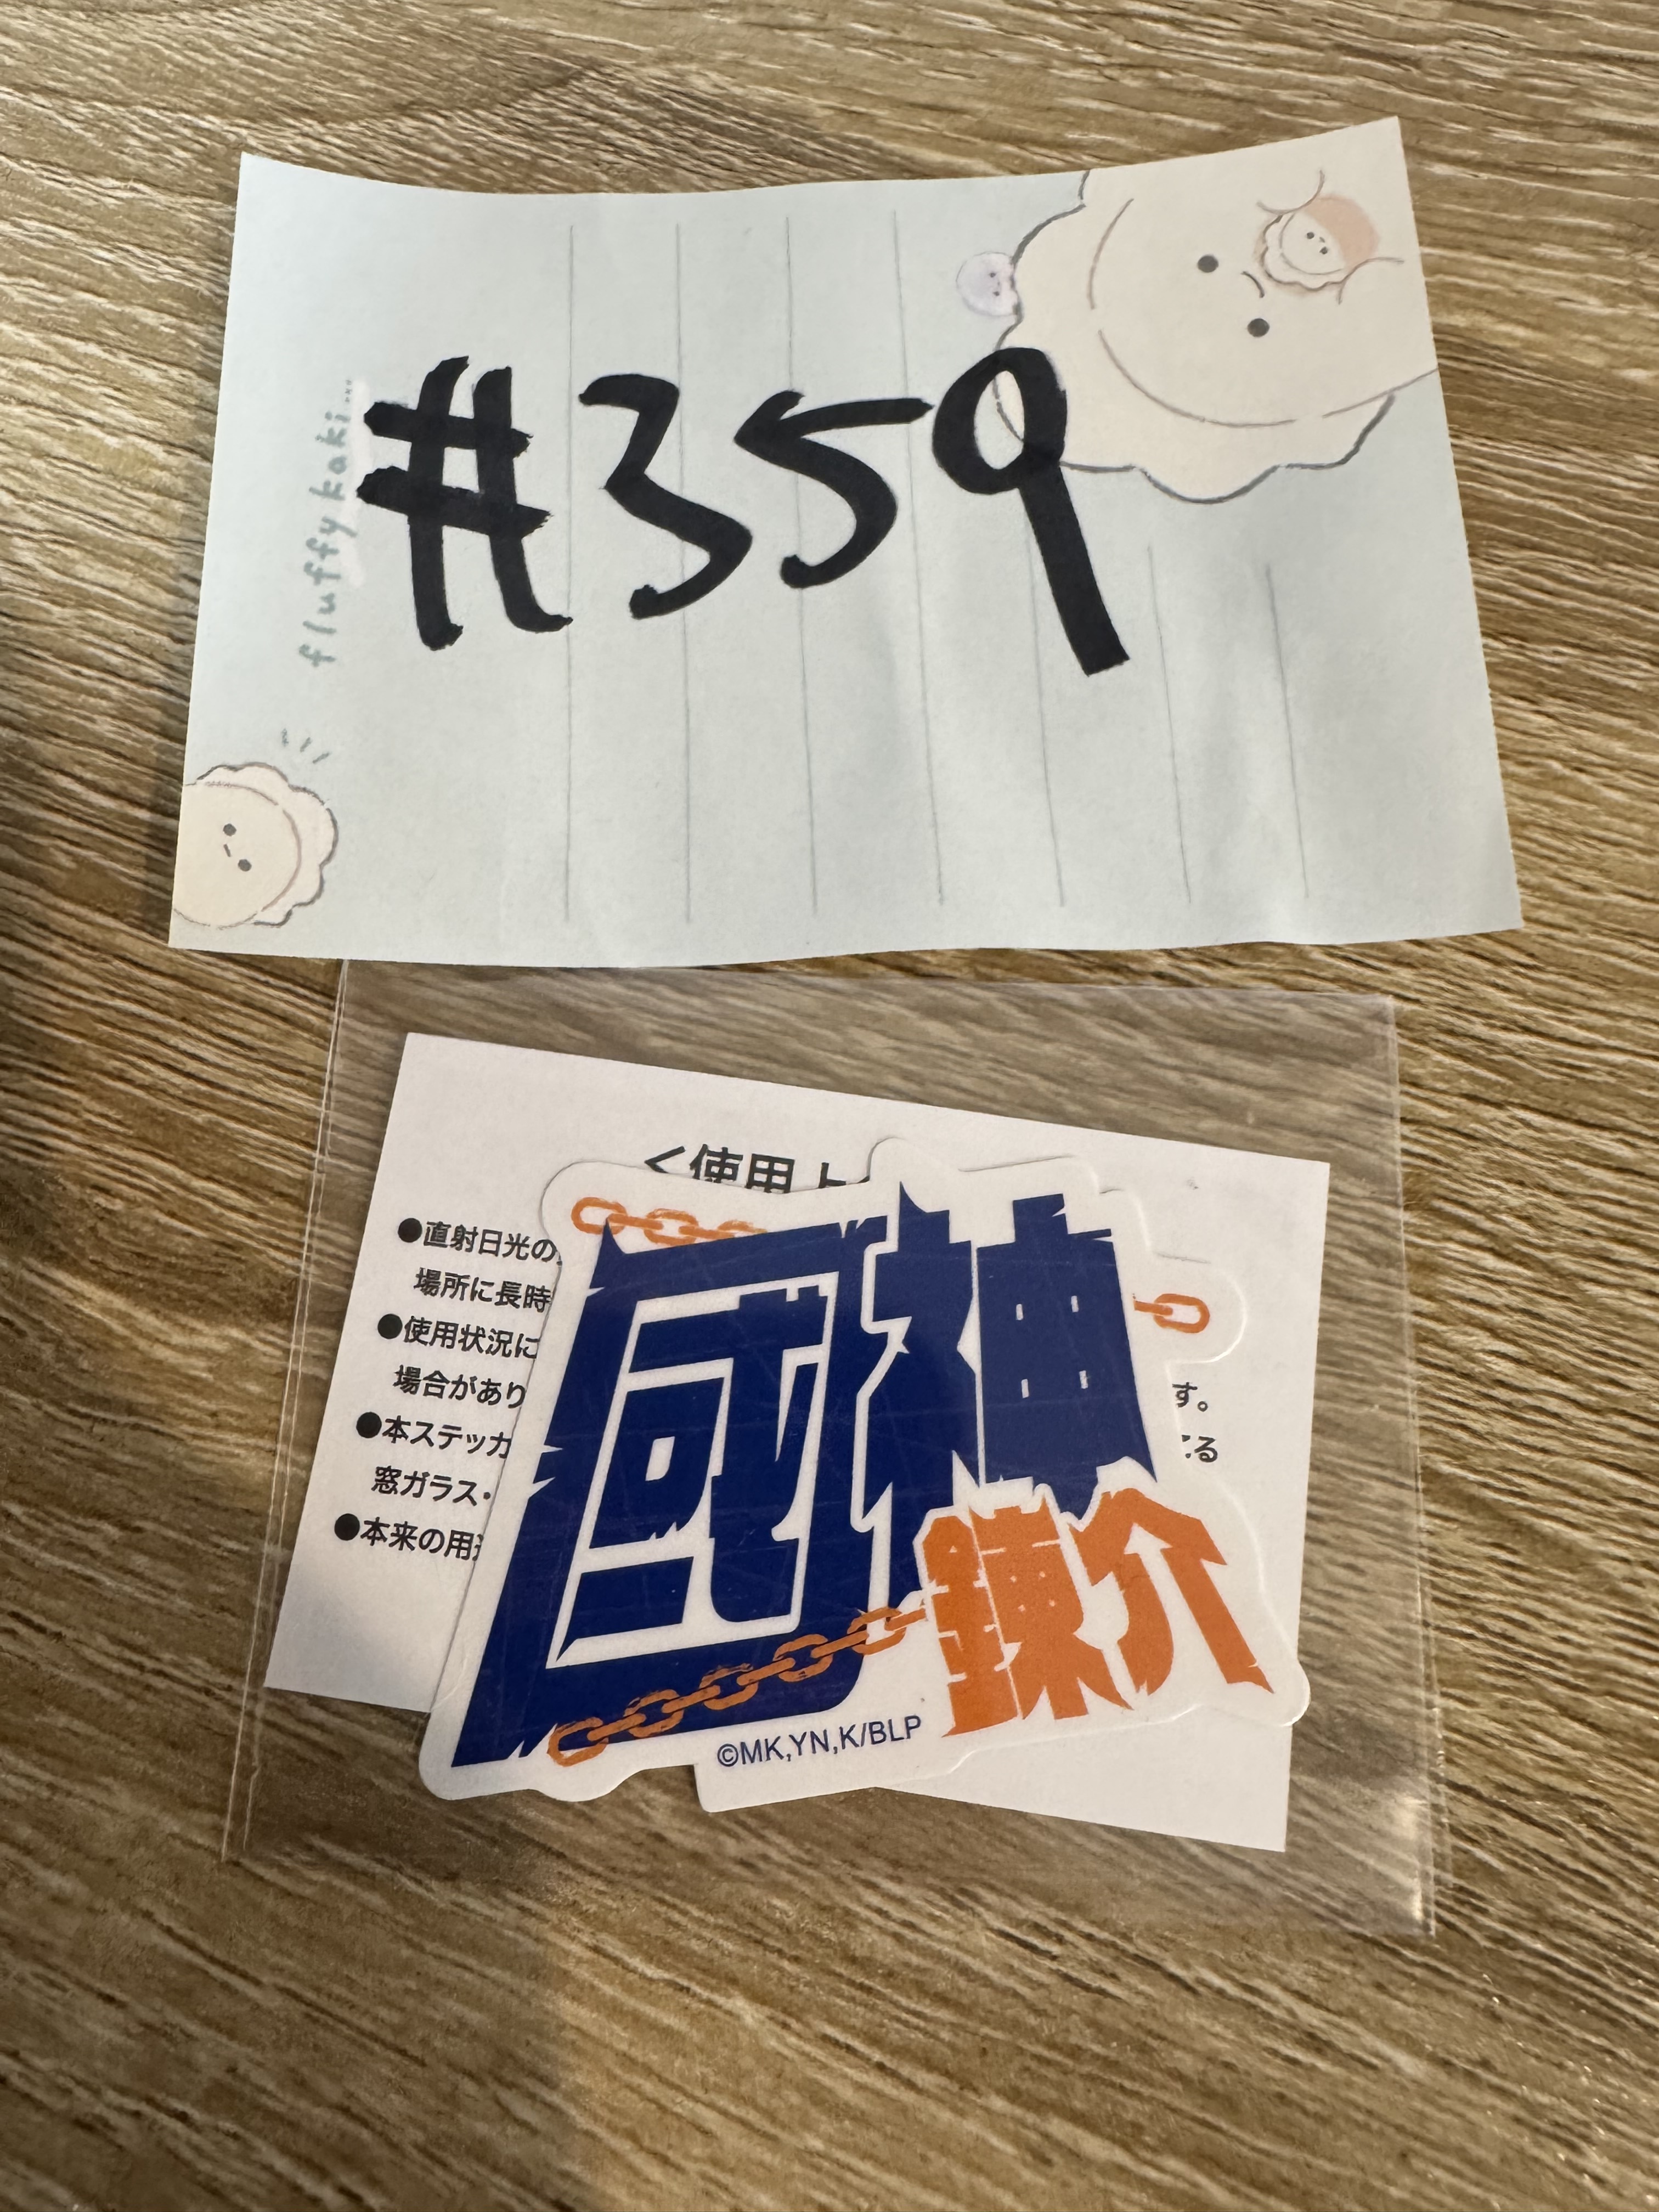 #359
fluffy kaki...
<使用上
●直射日光の
場所に長時
●使用状況に
場合があり
●本ステッカ
窓ガラス・
●本来の用
す。
る
國神
錬介
©MK,YN,K/BLP